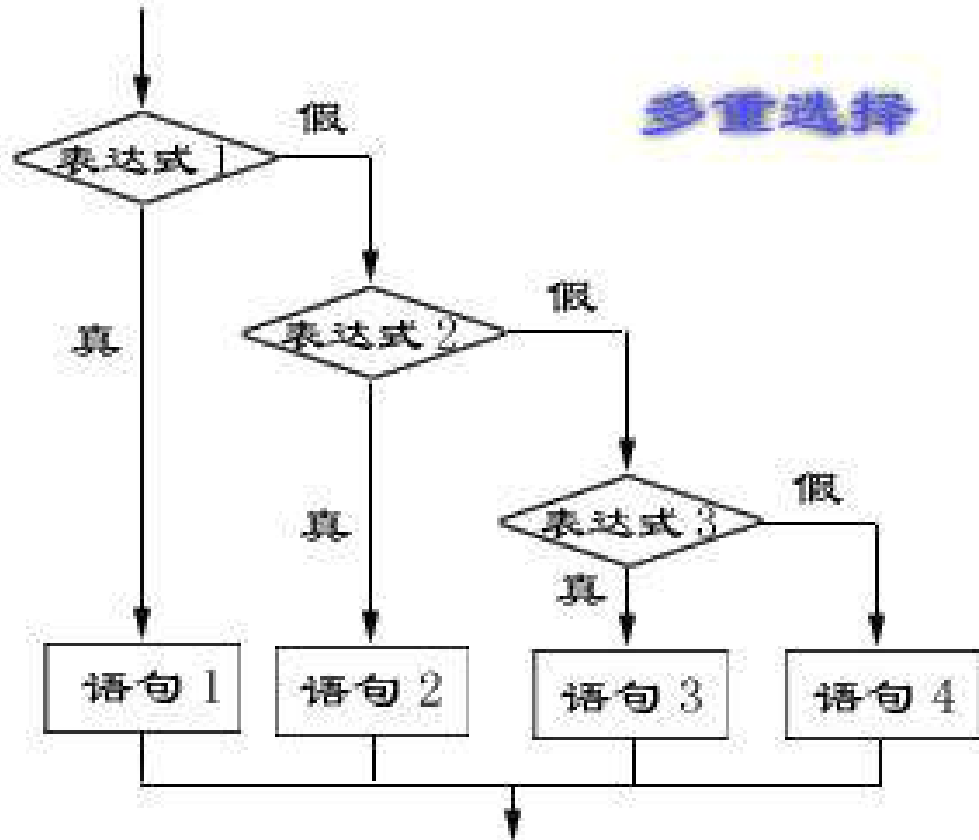 多重选择
假
表达式 1
假
真
表达式 2
假
真
表达式 3
真
语句 1
语句 2
语句 3
语句 4